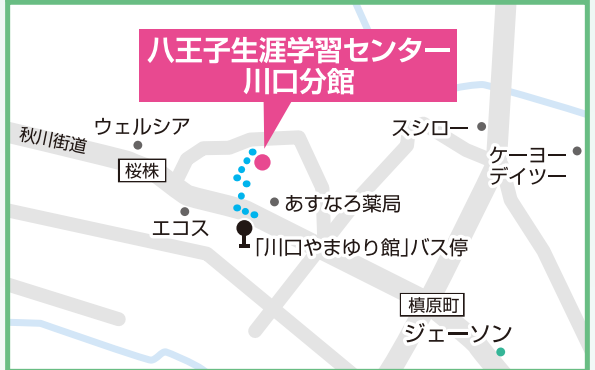 八王子生涯学習センター
川口分館
ウェルシア
秋川街道
桜株
スシロー
ケーヨー
デイツー
あすなろ薬局
エコス
「川口やまゆり館」バス停
槙原町
ジェーソン